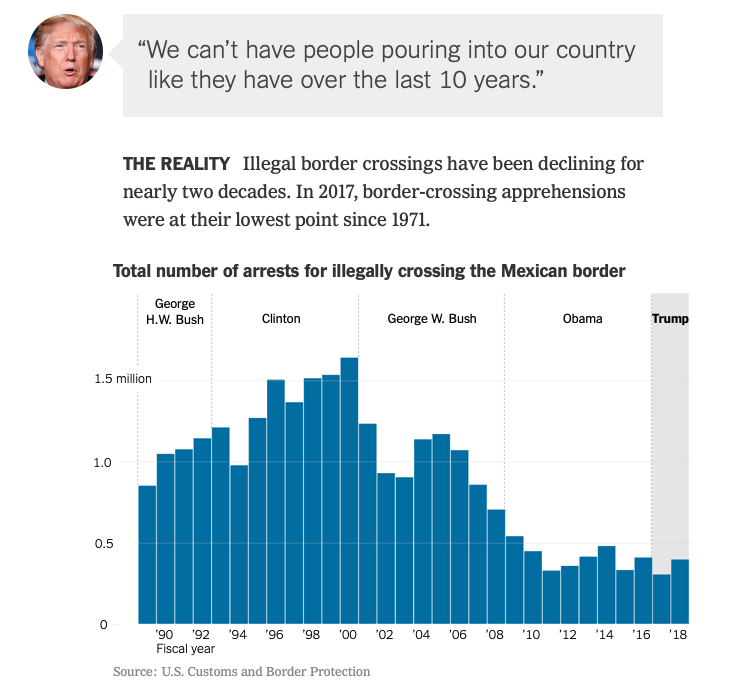 “We can’t have people pouring into our country
like they have over the last 10 years.”
THE REALITY Illegal border crossings have been declining for
nearly two decades. In 2017, border-crossing apprehensions
were at their lowest point since 1971.
Total number of arrests for illegally crossing the Mexican border
George
H.W. Bush
Clinton
George W. Bush
Obama
Trump
1.5 million
1.0
0.5
0
’90 ’92 ’94 ’96 ’98 ’00 ’02 ’04 ’06 ’08 ’10 ’12 ’14 ’16 ’18
Fiscal year
Source: U.S. Customs and Border Protection